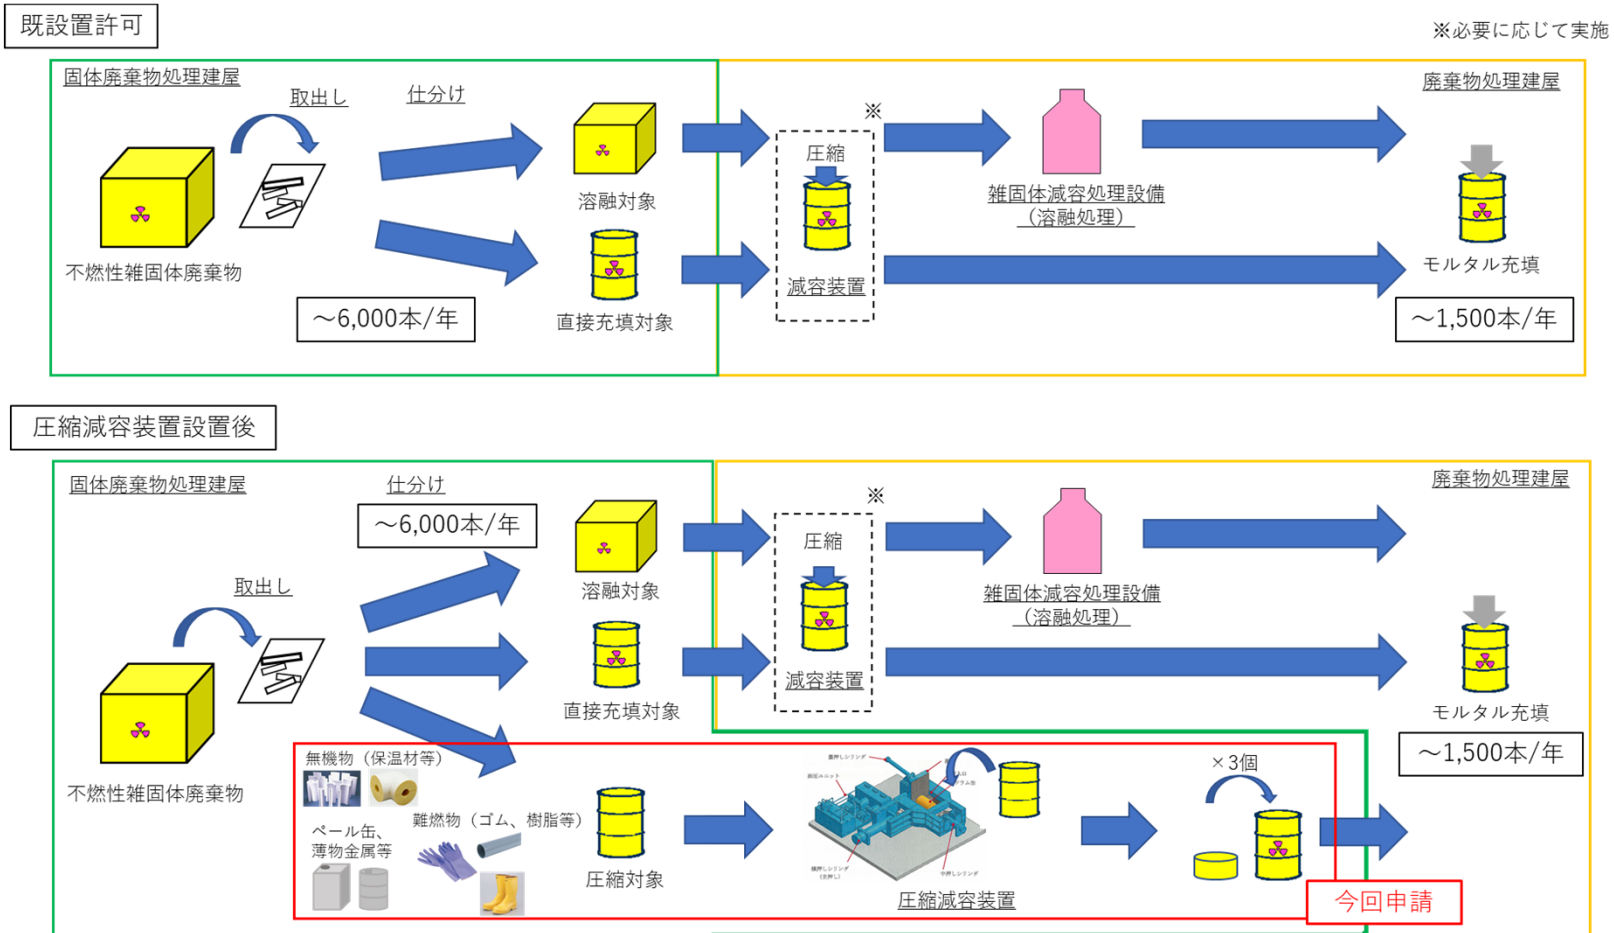 既設置許可
※必要に応じて実施
固体廃棄物処理建屋
取出し
仕分け
※
廃棄物処理建屋
圧縮
溶融対象
雑固体減容処理設備
（溶融処理）
不燃性雑固体廃棄物
減容装置
モルタル充填
～6,000本/年
直接充填対象
～1,500本/年
圧縮減容装置設置後
固体廃棄物処理建屋
仕分け
～6,000本/年
※
廃棄物処理建屋
圧縮
取出し
溶融対象
雑固体減容処理設備
（溶融処理）
減容装置
直接充填対象
モルタル充填
不燃性雑固体廃棄物
～1,500本/年
無機物（保温材等）
×3個
ペール缶、
薄物金属等
難燃物（ゴム、樹脂等）
圧縮対象
圧縮減容装置
今回申請